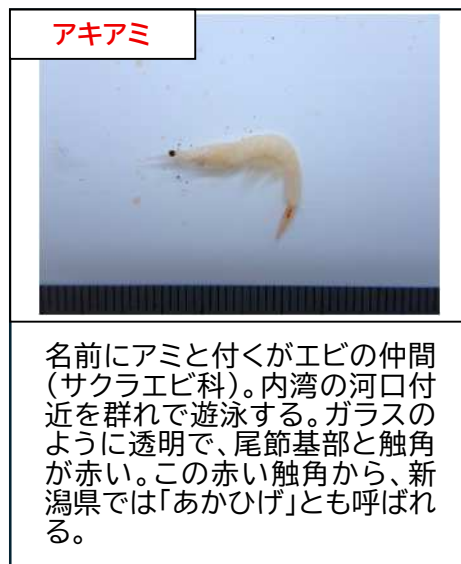 アキアミ
名前にアミと付くがエビの仲間
(サクラエビ科)。内湾の河口付
近を群れで遊泳する。ガラスの
ように透明で、尾節基部と触角
が赤い。この赤い触角から、新
潟県では「あかひげ」とも呼ばれ
る。